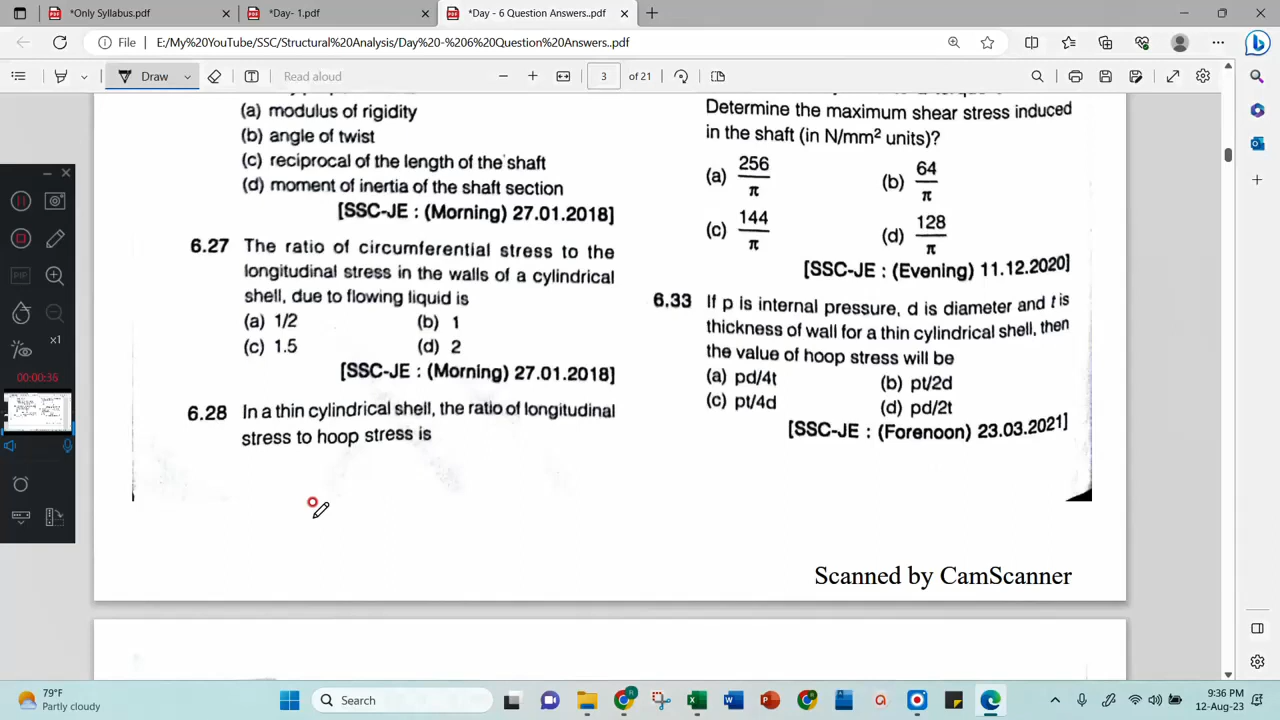 *Only Syllabus.pdf
*Day- 1.pdf
*Day - 6 Question Answers..pdf
File
E:/My%20YouTube/SSC/Structural%20Analysis/Day%20-%206%20Question%20Answers..pdf
Draw
Read aloud
3
of 21
(a) modulus of rigidity
(b) angle of twist
(c) reciprocal of the length of the shaft
(d) moment of inertia of the shaft section
[SSC-JE : (Morning) 27.01.2018]
6.27 The ratio of circumferential stress to the
longitudinal stress in the walls of a cylindrical
shell, due to flowing liquid is
(a) 1/2 (b) 1
(c) 1.5 (d) 2
[SSC-JE : (Morning) 27.01.2018]
6.28 In a thin cylindrical shell, the ratio of longitudinal
stress to hoop stress is
Determine the maximum shear stress induced
in the shaft (in N/mm² units)?
(a) 256/π (b) 64/π
(c) 144/π (d) 128/π
[SSC-JE : (Evening) 11.12.2020]
6.33 If p is internal pressure, d is diameter and t is
thickness of wall for a thin cylindrical shell, then
the value of hoop stress will be
(a) pd/4t (b) pt/2d
(c) pt/4d (d) pd/2t
[SSC-JE : (Forenoon) 23.03.2021]
Scanned by CamScanner
PIP
x1
00:00:36
79°F
Partly cloudy
Search
9:36 PM
12-Aug-23